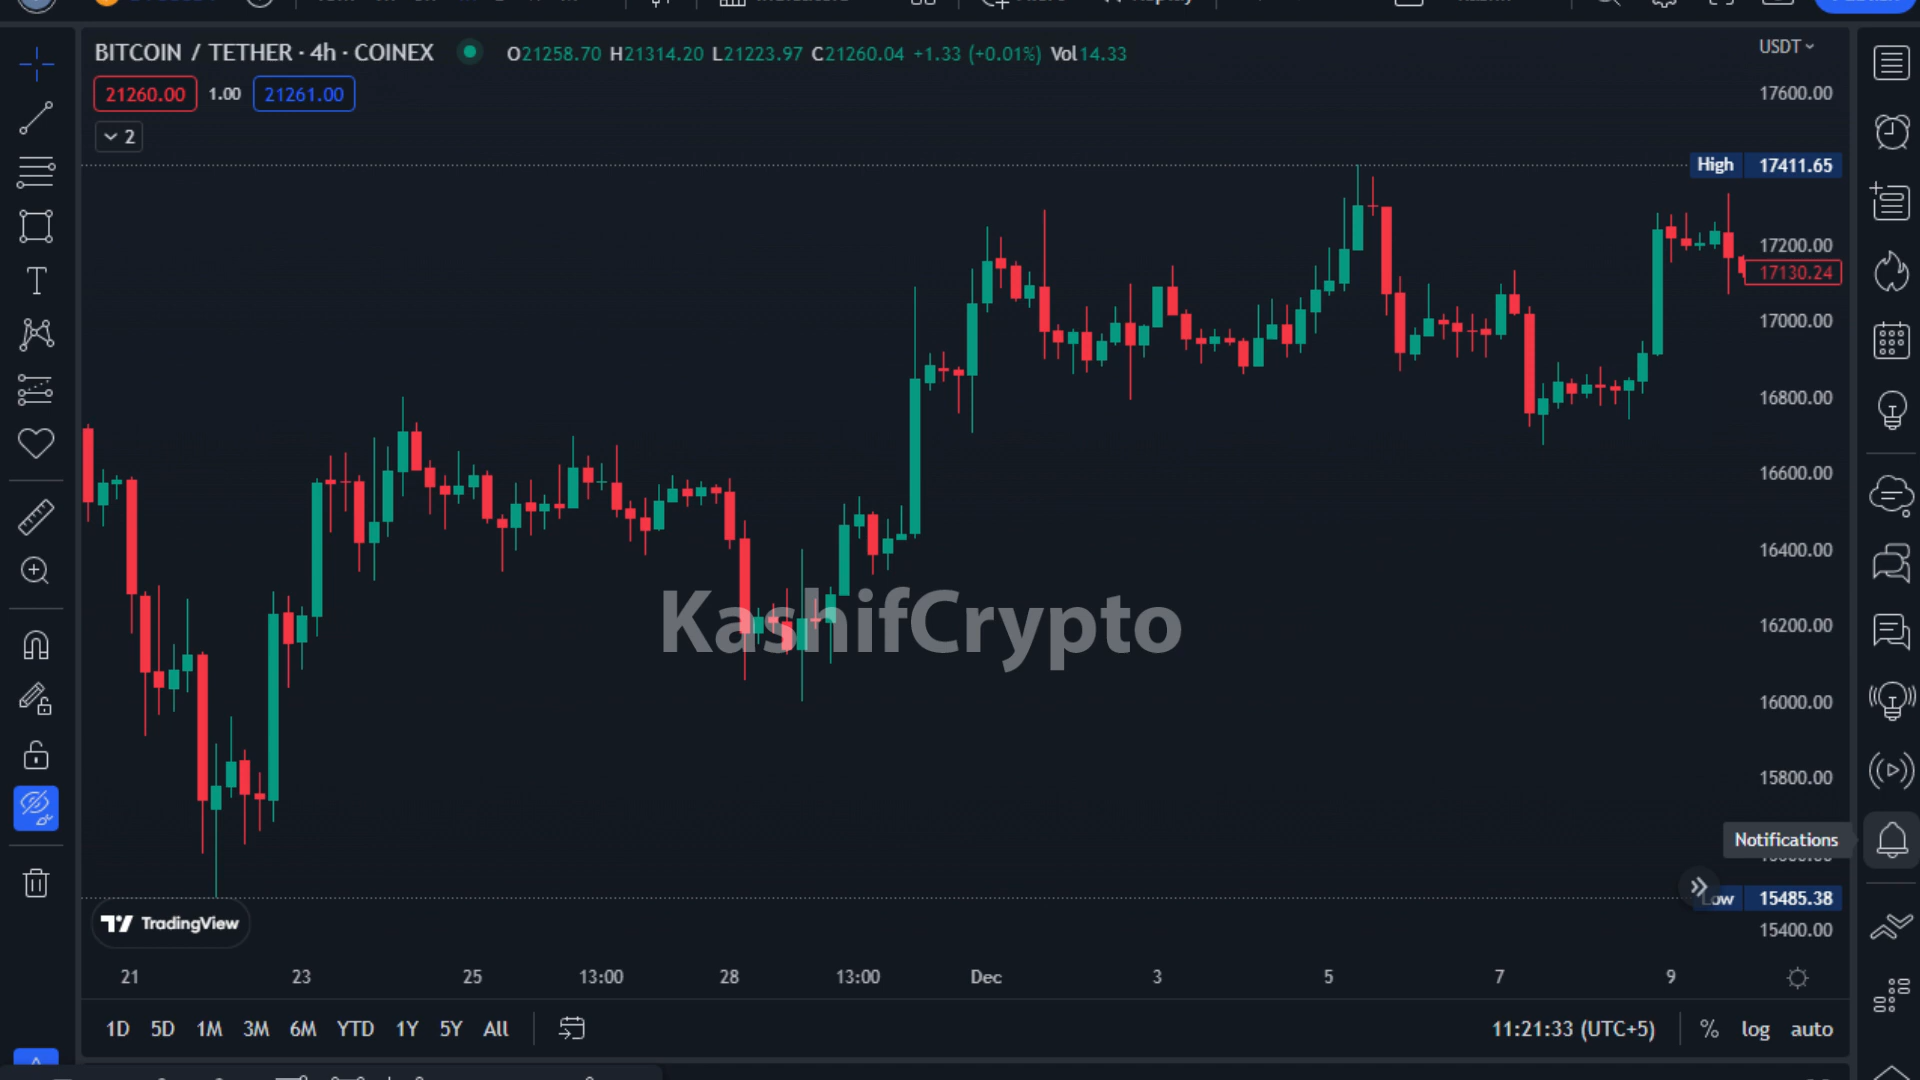 BITCOIN / TETHER · 4h · COINEX O21258.70 H21314.20 L21223.97 C21260.04 +1.33 (+0.01%) Vol14.33
USDT
21260.00 1.00 21261.00
2
17600.00
High 17411.65
17200.00
17130.24
17000.00
16800.00
16600.00
16400.00
KashifCrypto
16200.00
16000.00
15800.00
Notifications
Low 15485.38
TradingView
15400.00
21 23 25 13:00 28 13:00 Dec 3 5 7 9
1D 5D 1M 3M 6M YTD 1Y 5Y All 11:21:33 (UTC+5) % log auto